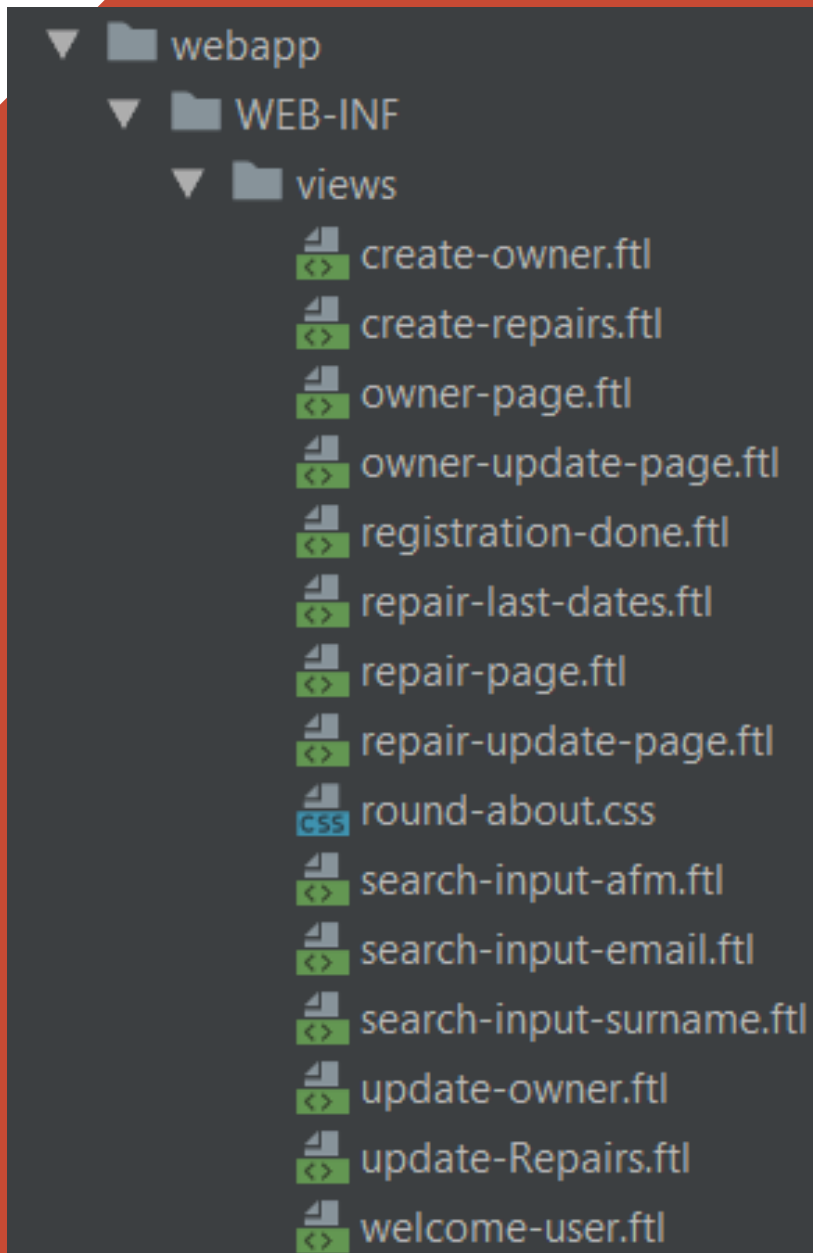 webapp
WEB-INF
views
create-owner.ftl
create-repairs.ftl
owner-page.ftl
owner-update-page.ftl
registration-done.ftl
repair-last-dates.ftl
repair-page.ftl
repair-update-page.ftl
CSS round-about.css
search-input-afm.ftl
search-input-email.ftl
search-input-surname.ftl
update-owner.ftl
update-Repairs.ftl
welcome-user.ftl